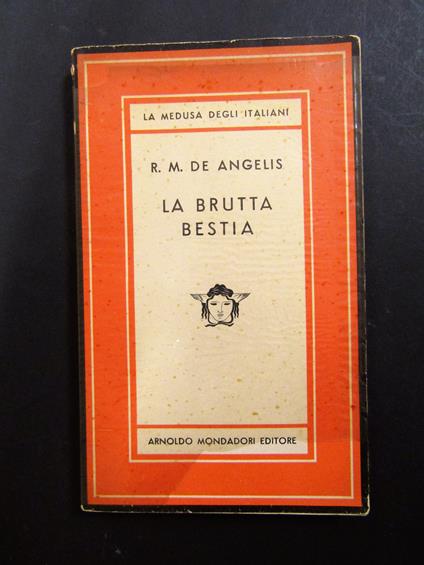 LA MEDUSA DEGLI ITALIANI
R. M. DE ANGELIS
LA BRUTTA
BESTIA
ARNOLDO MONDADORI EDITORE